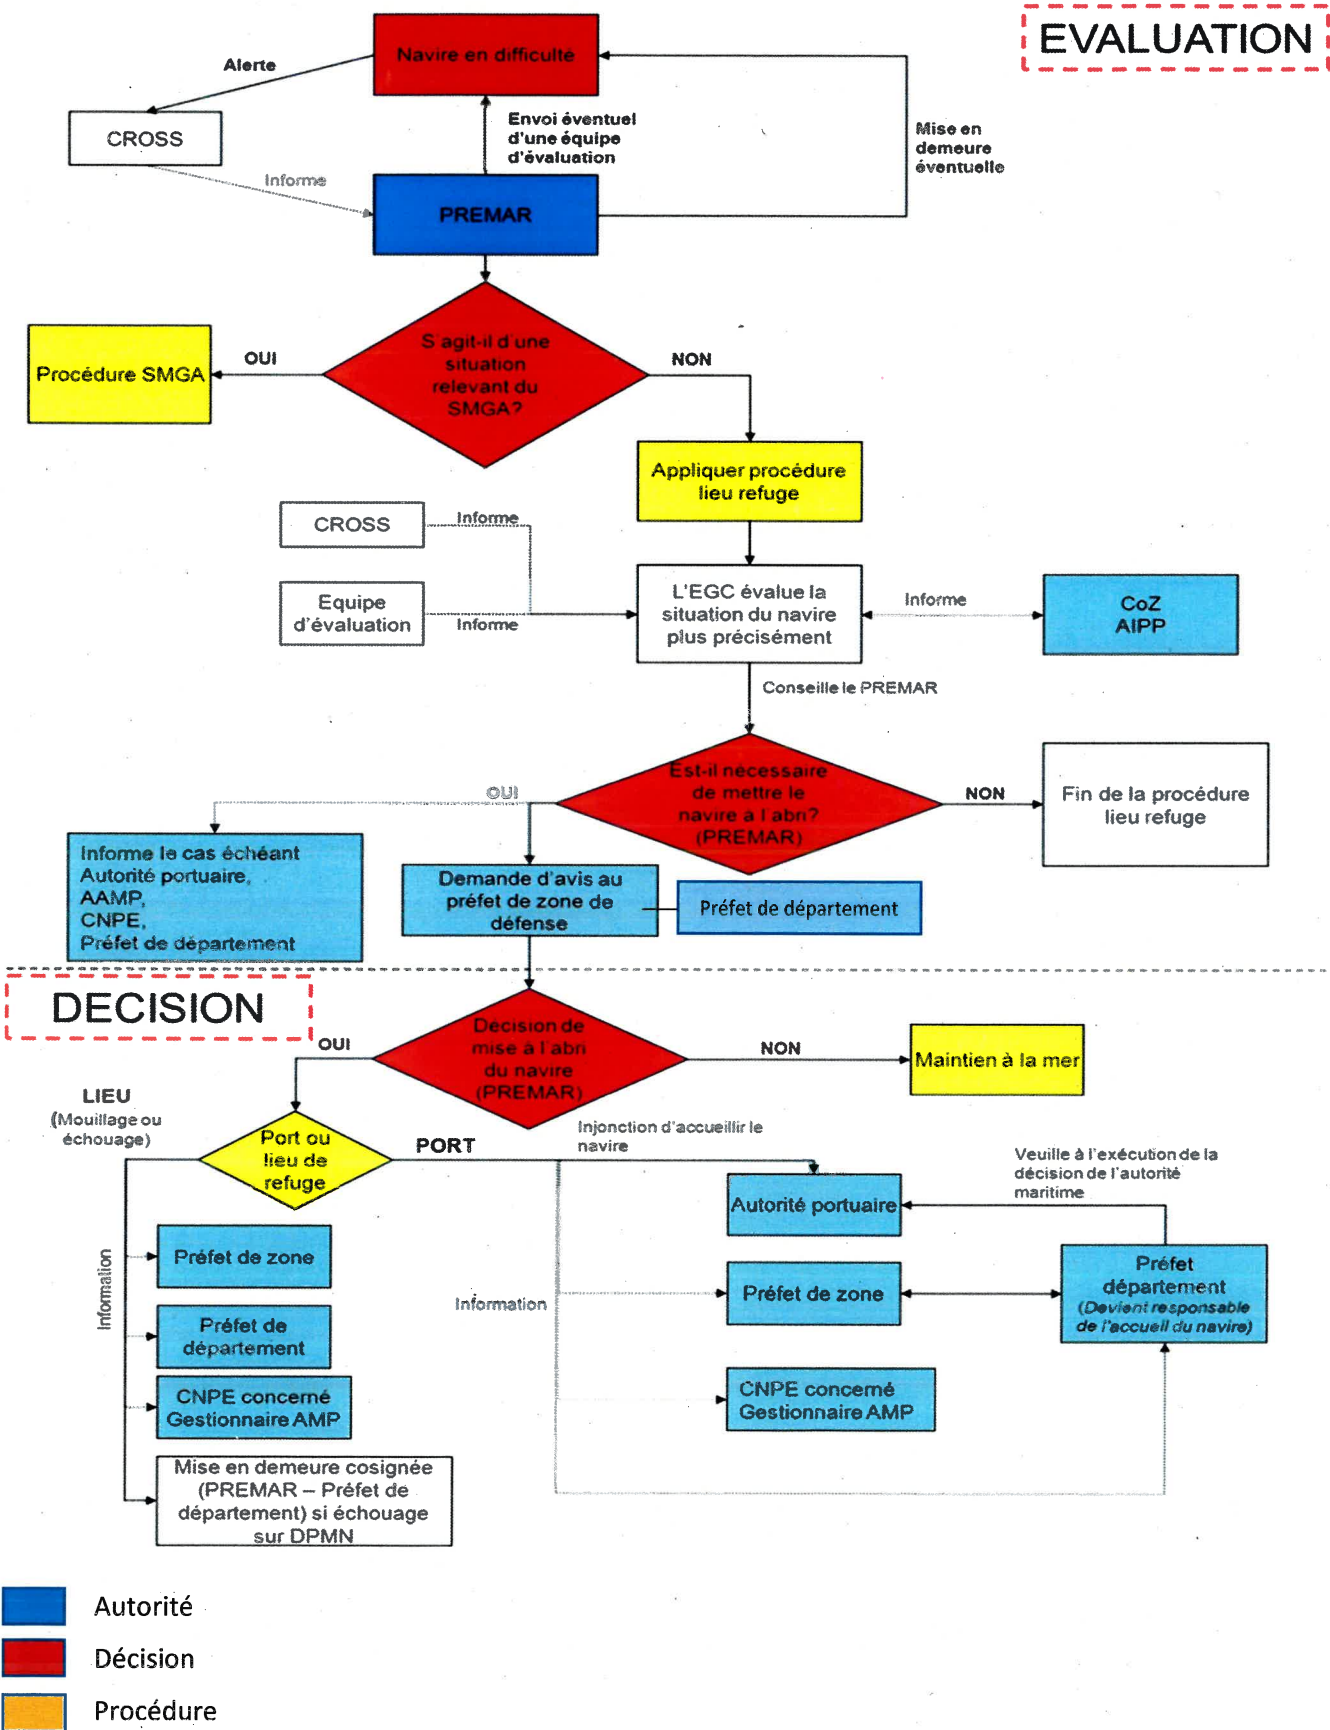 EVALUATION
Navire en difficulté
Alerte
CROSS
Envoi éventuel
d'une équipe
d'évaluation
Mise en
demeure
éventuelle
Informe
PREMAR
S'agit-il d'une
situation
relevant du
SMGA?
OUI
NON
Procédure SMGA
Appliquer procédure
lieu refuge
CROSS
Informe
Equipe
d'évaluation
Informe
L'EGC évalue la
situation du navire
plus précisément
Informe
CoZ
AIPP
Conseille le PREMAR
Est-il nécessaire
de mettre le
navire à l'abri?
(PREMAR)
OUI
NON
Fin de la procédure
lieu refuge
Informe le cas échéant
Autorité portuaire,
AAMP,
CNPE,
Préfet de département
Demande d'avis au
préfet de zone de
défense
Préfet de département
DECISION
Décision de
mise à l'abri
du navire
(PREMAR)
OUI
NON
Maintien à la mer
LIEU
(Mouillage ou
échouage)
Port ou
lieu de
refuge
PORT
Injonction d'accueillir le
navire
Veuille à l'exécution de la
décision de l'autorité
maritime
Autorité portuaire
Information
Préfet de zone
Préfet de
département
CNPE concerné
Gestionnaire AMP
Mise en demeure cosignée
(PREMAR – Préfet de
département) si échouage
sur DPMN
Information
Préfet de zone
Préfet
département
(Devient responsable
de l'accueil du navire)
CNPE concerné
Gestionnaire AMP
Autorité
Décision
Procédure